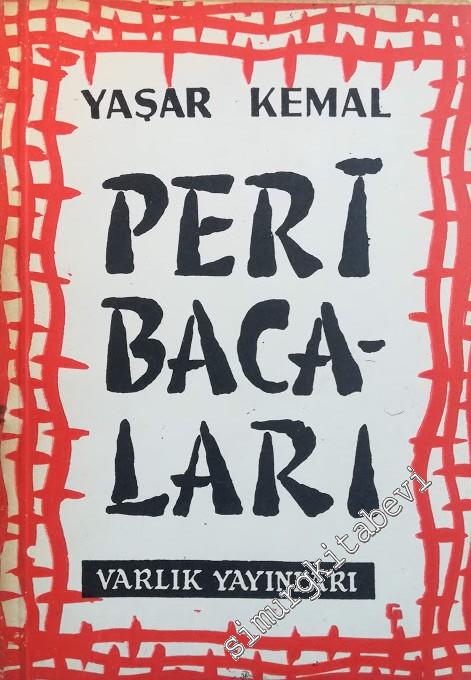 YAŞAR KEMAL
PERİ
BACA-
LARI
VARLIK YAYINLARI
simurgkitabevi